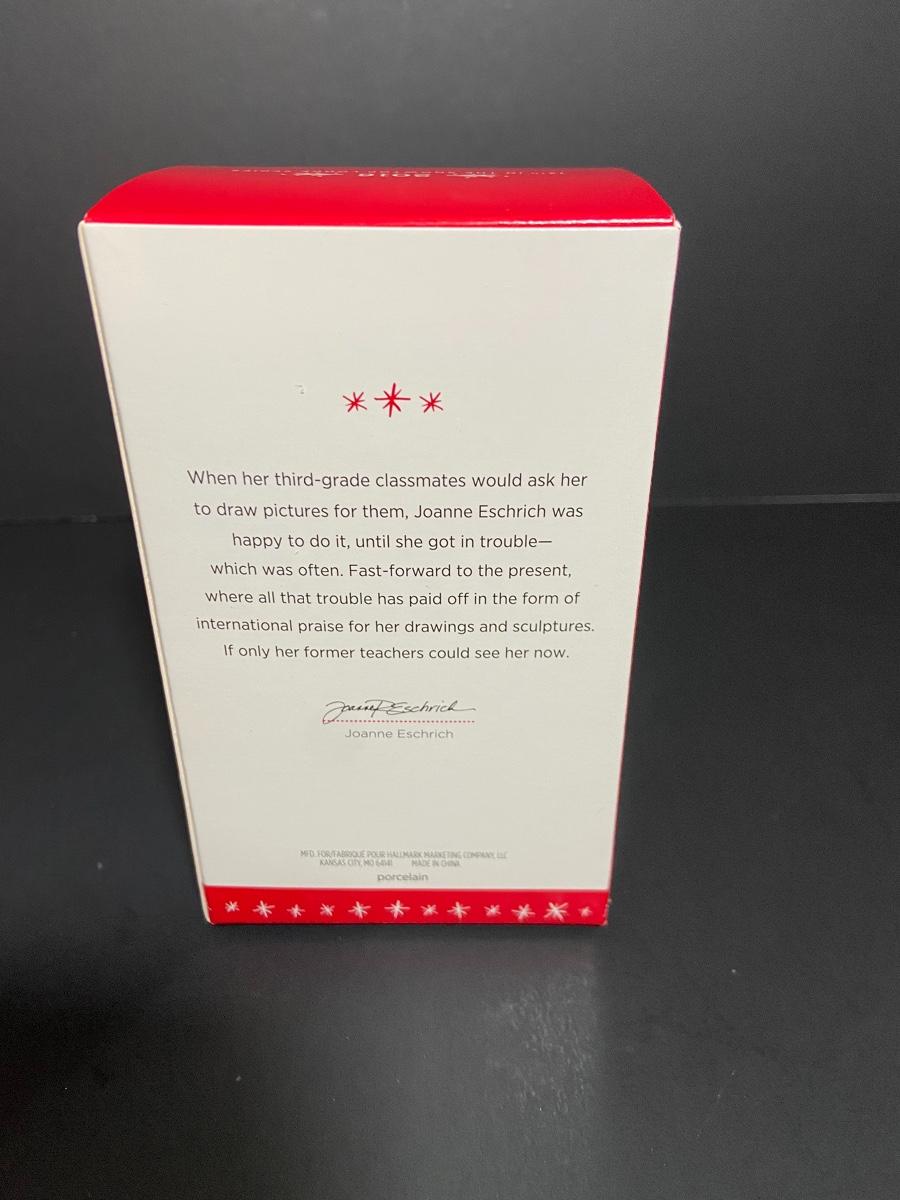 2016
When her third-grade classmates would ask her
to draw pictures for them, Joanne Eschrich was
happy to do it, until she got in trouble—
which was often. Fast-forward to the present,
where all that trouble has paid off in the form of
international praise for her drawings and sculptures.
If only her former teachers could see her now.
Joanne Eschrich
Joanne Eschrich
MFD. FOR/FABRIQUÉ POUR HALLMARK MARKETING COMPANY, LLC
KANSAS CITY, MO 64141 MADE IN CHINA
porcelain